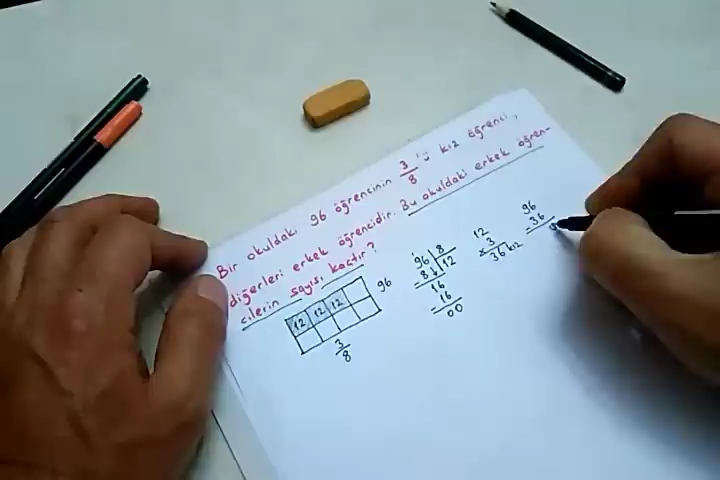 Bir okuldaki 96 öğrencinin 3/8 'ü kız öğrenci,
diğerleri erkek öğrencidir. Bu okuldaki erkek öğren-
cilerin sayısı kaçtır?
12 12 12
96
3/8
96 | 8
8 | 12
16
16
00
12
x 3
36 kız
96
- 36